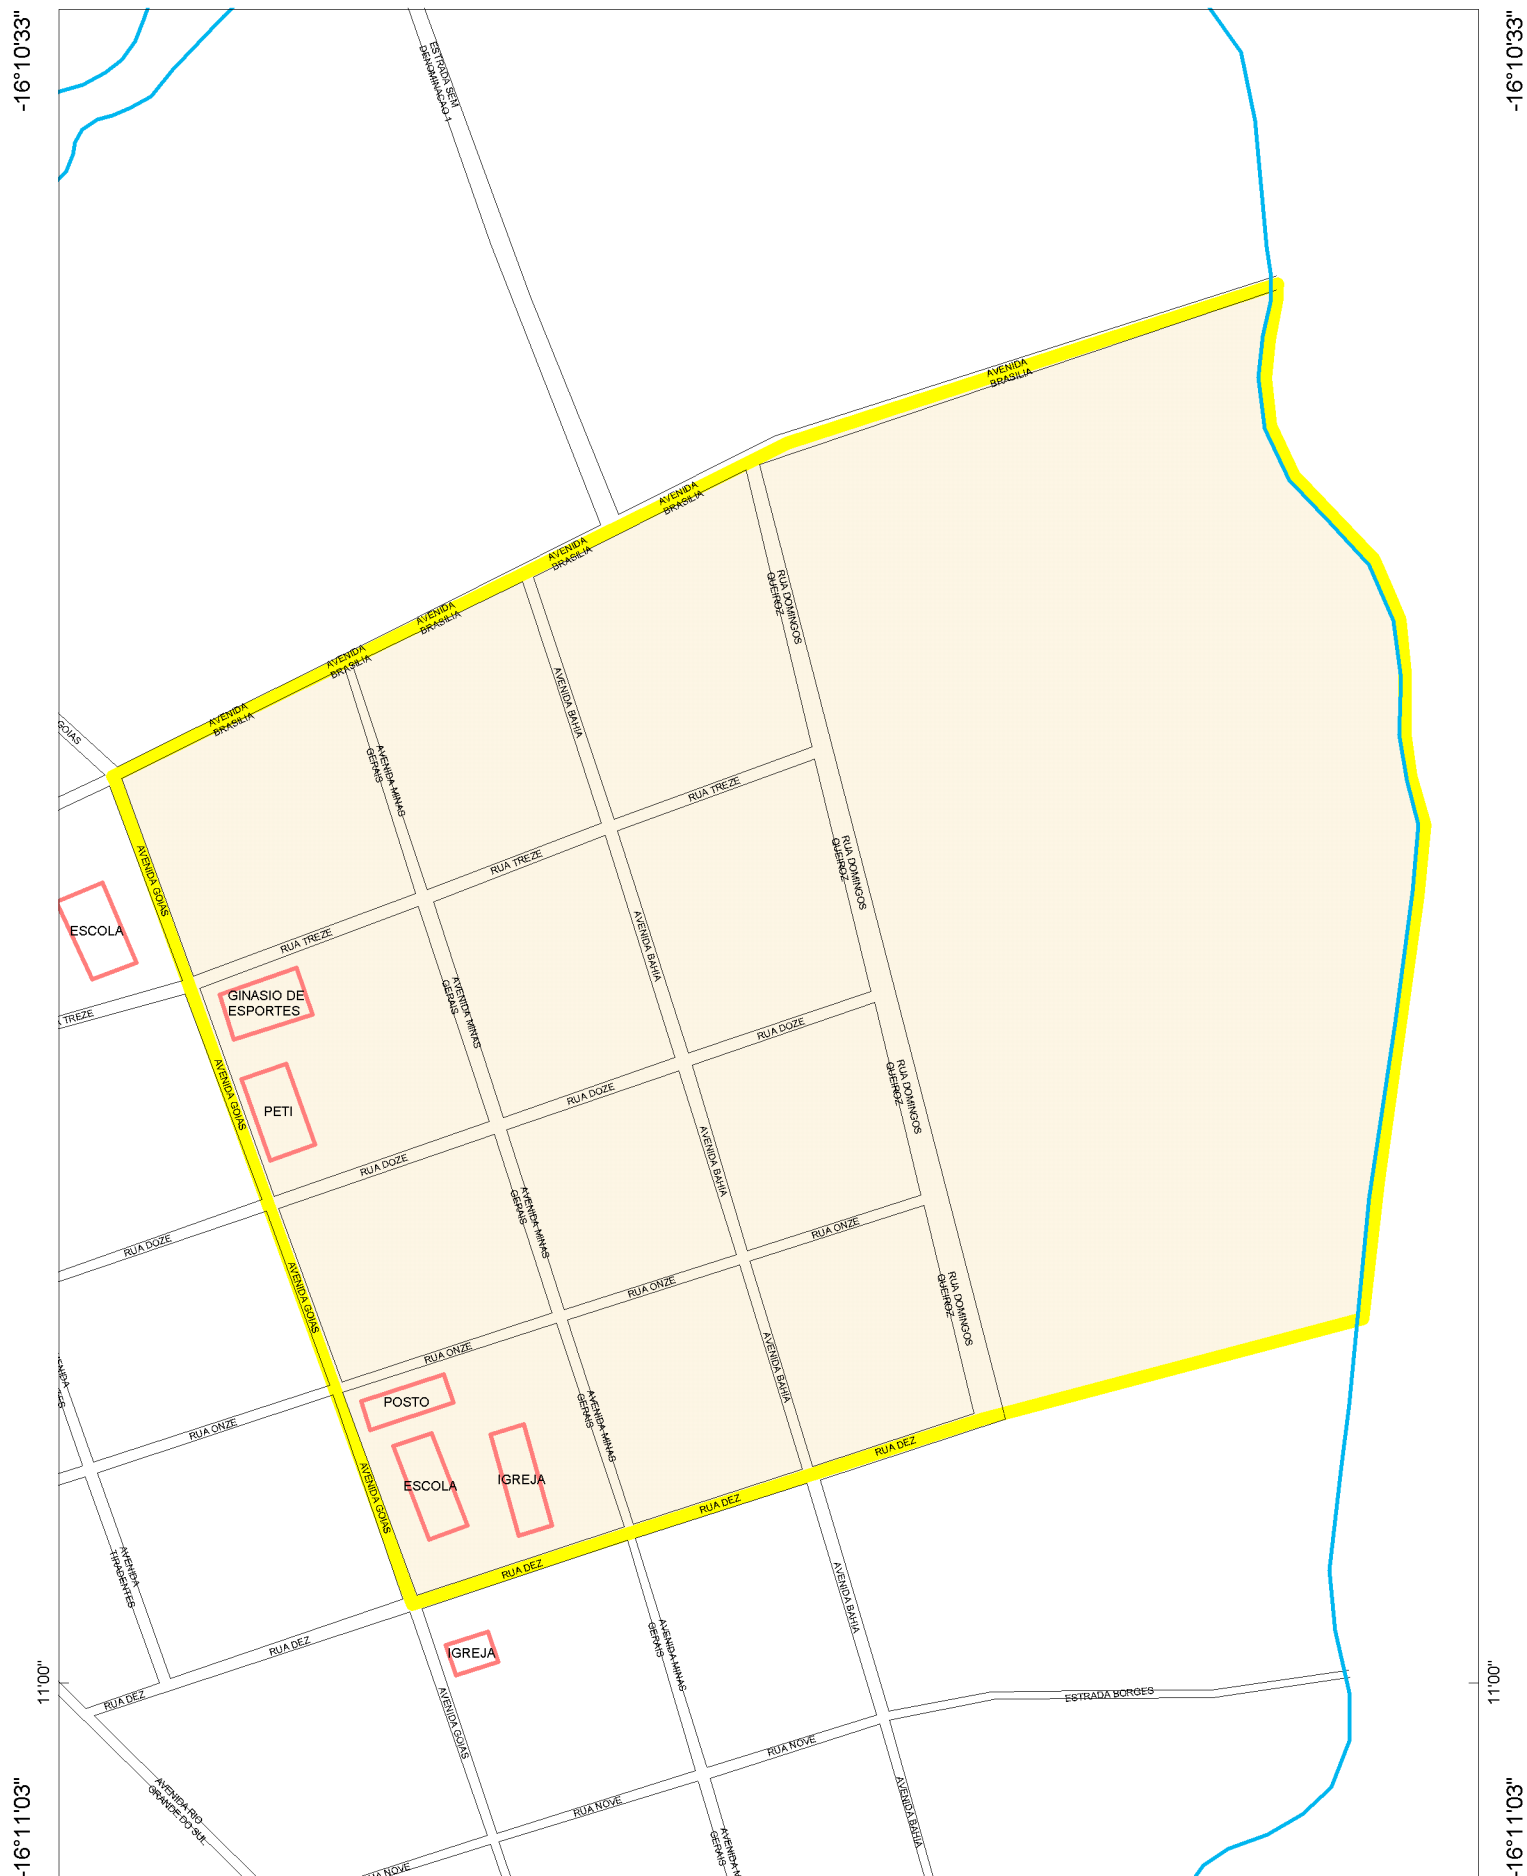 -16°10'33"
-16°10'33"
ESTRADA SEM
DENOMINACAO 1
AVENIDA
BRASILIA
AVENIDA
BRASILIA
AVENIDA
BRASILIA
AVENIDA
BRASILIA
AVENIDA
BRASILIA
AVENIDA
BRASILIA
GOIAS
RUA DOMINGOS
QUEIROZ
AVENIDA BAHIA
AVENIDA MINAS
GERAIS
RUA TREZE
RUA TREZE
AVENIDA GOIAS
RUA DOMINGOS
QUEIROZ
ESCOLA
RUA TREZE
AVENIDA BAHIA
GINASIO DE
ESPORTES
AVENIDA MINAS
GERAIS
A TREZE
RUA DOZE
RUA DOZE
AVENIDA GOIAS
PETI
RUA DOMINGOS
QUEIROZ
RUA DOZE
AVENIDA BAHIA
AVENIDA MINAS
GERAIS
RUA DOZE
RUA ONZE
RUA ONZE
AVENIDA GOIAS
RUA DOMINGOS
QUEIROZ
RUA ONZE
AVENIDA BAHIA
POSTO
RUA ONZE
AVENIDA MINAS
GERAIS
RUA DEZ
ESCOLA
IGREJA
AVENIDA GOIAS
RUA DEZ
RUA DEZ
AVENIDA
TIRADENTES
AVENIDA BAHIA
RUA DEZ
IGREJA
AVENIDA MINAS
GERAIS
11'00"
11'00"
RUA DEZ
ESTRADA BORGES
AVENIDA GOIAS
RUA NOVE
RUA NOVE
AVENIDA RIO
GRANDE DO SUL
AVENIDA BAHIA
AVENIDA M
GERAIS
UA NOVE
-16°11'03"
-16°11'03"